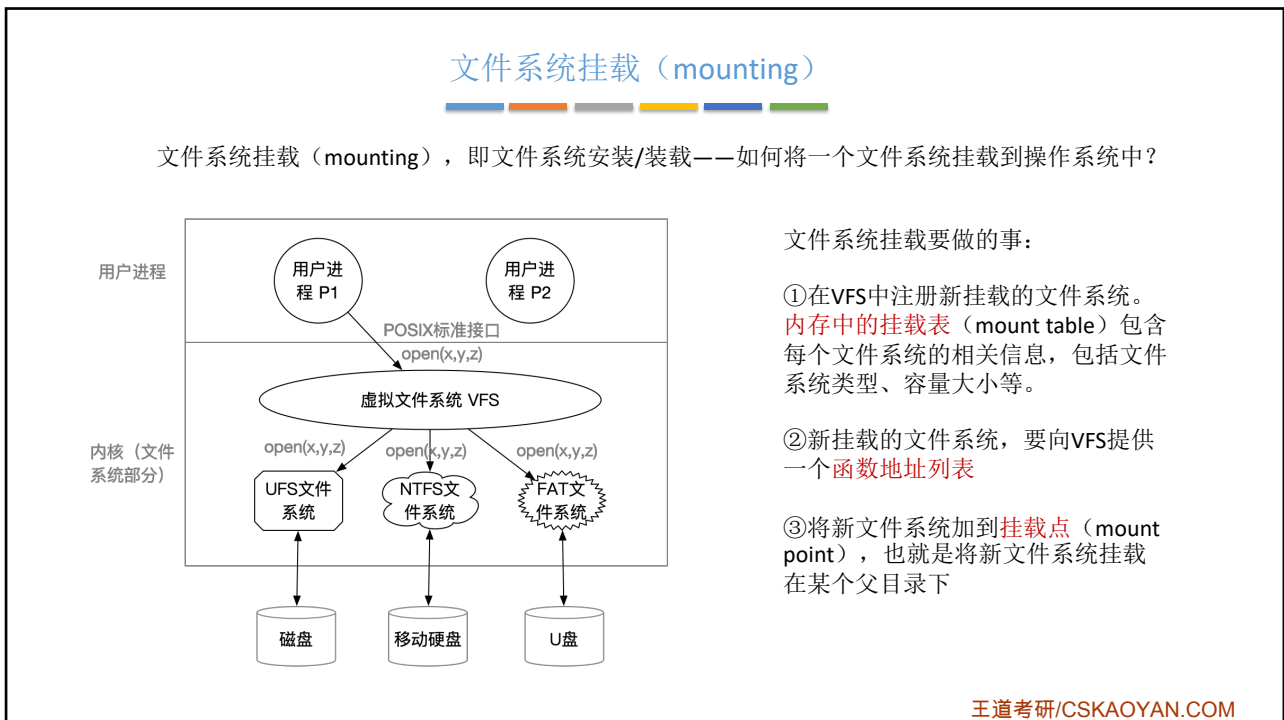 文件系统挂载（mounting）
文件系统挂载（mounting），即文件系统安装/装载——如何将一个文件系统挂载到操作系统中？
用户进程
用户进
程 P1
用户进
程 P2
POSIX标准接口
open(x,y,z)
虚拟文件系统 VFS
内核（文件
系统部分）
open(x,y,z)
open(x,y,z)
open(x,y,z)
UFS文件
系统
NTFS文
件系统
FAT文
件系统
磁盘
移动硬盘
U盘
文件系统挂载要做的事：
①在VFS中注册新挂载的文件系统。
内存中的挂载表（mount table）包含
每个文件系统的相关信息，包括文件
系统类型、容量大小等。
②新挂载的文件系统，要向VFS提供
一个函数地址列表
③将新文件系统加到挂载点（mount
point），也就是将新文件系统挂载
在某个父目录下
王道考研/CSKAOYAN.COM